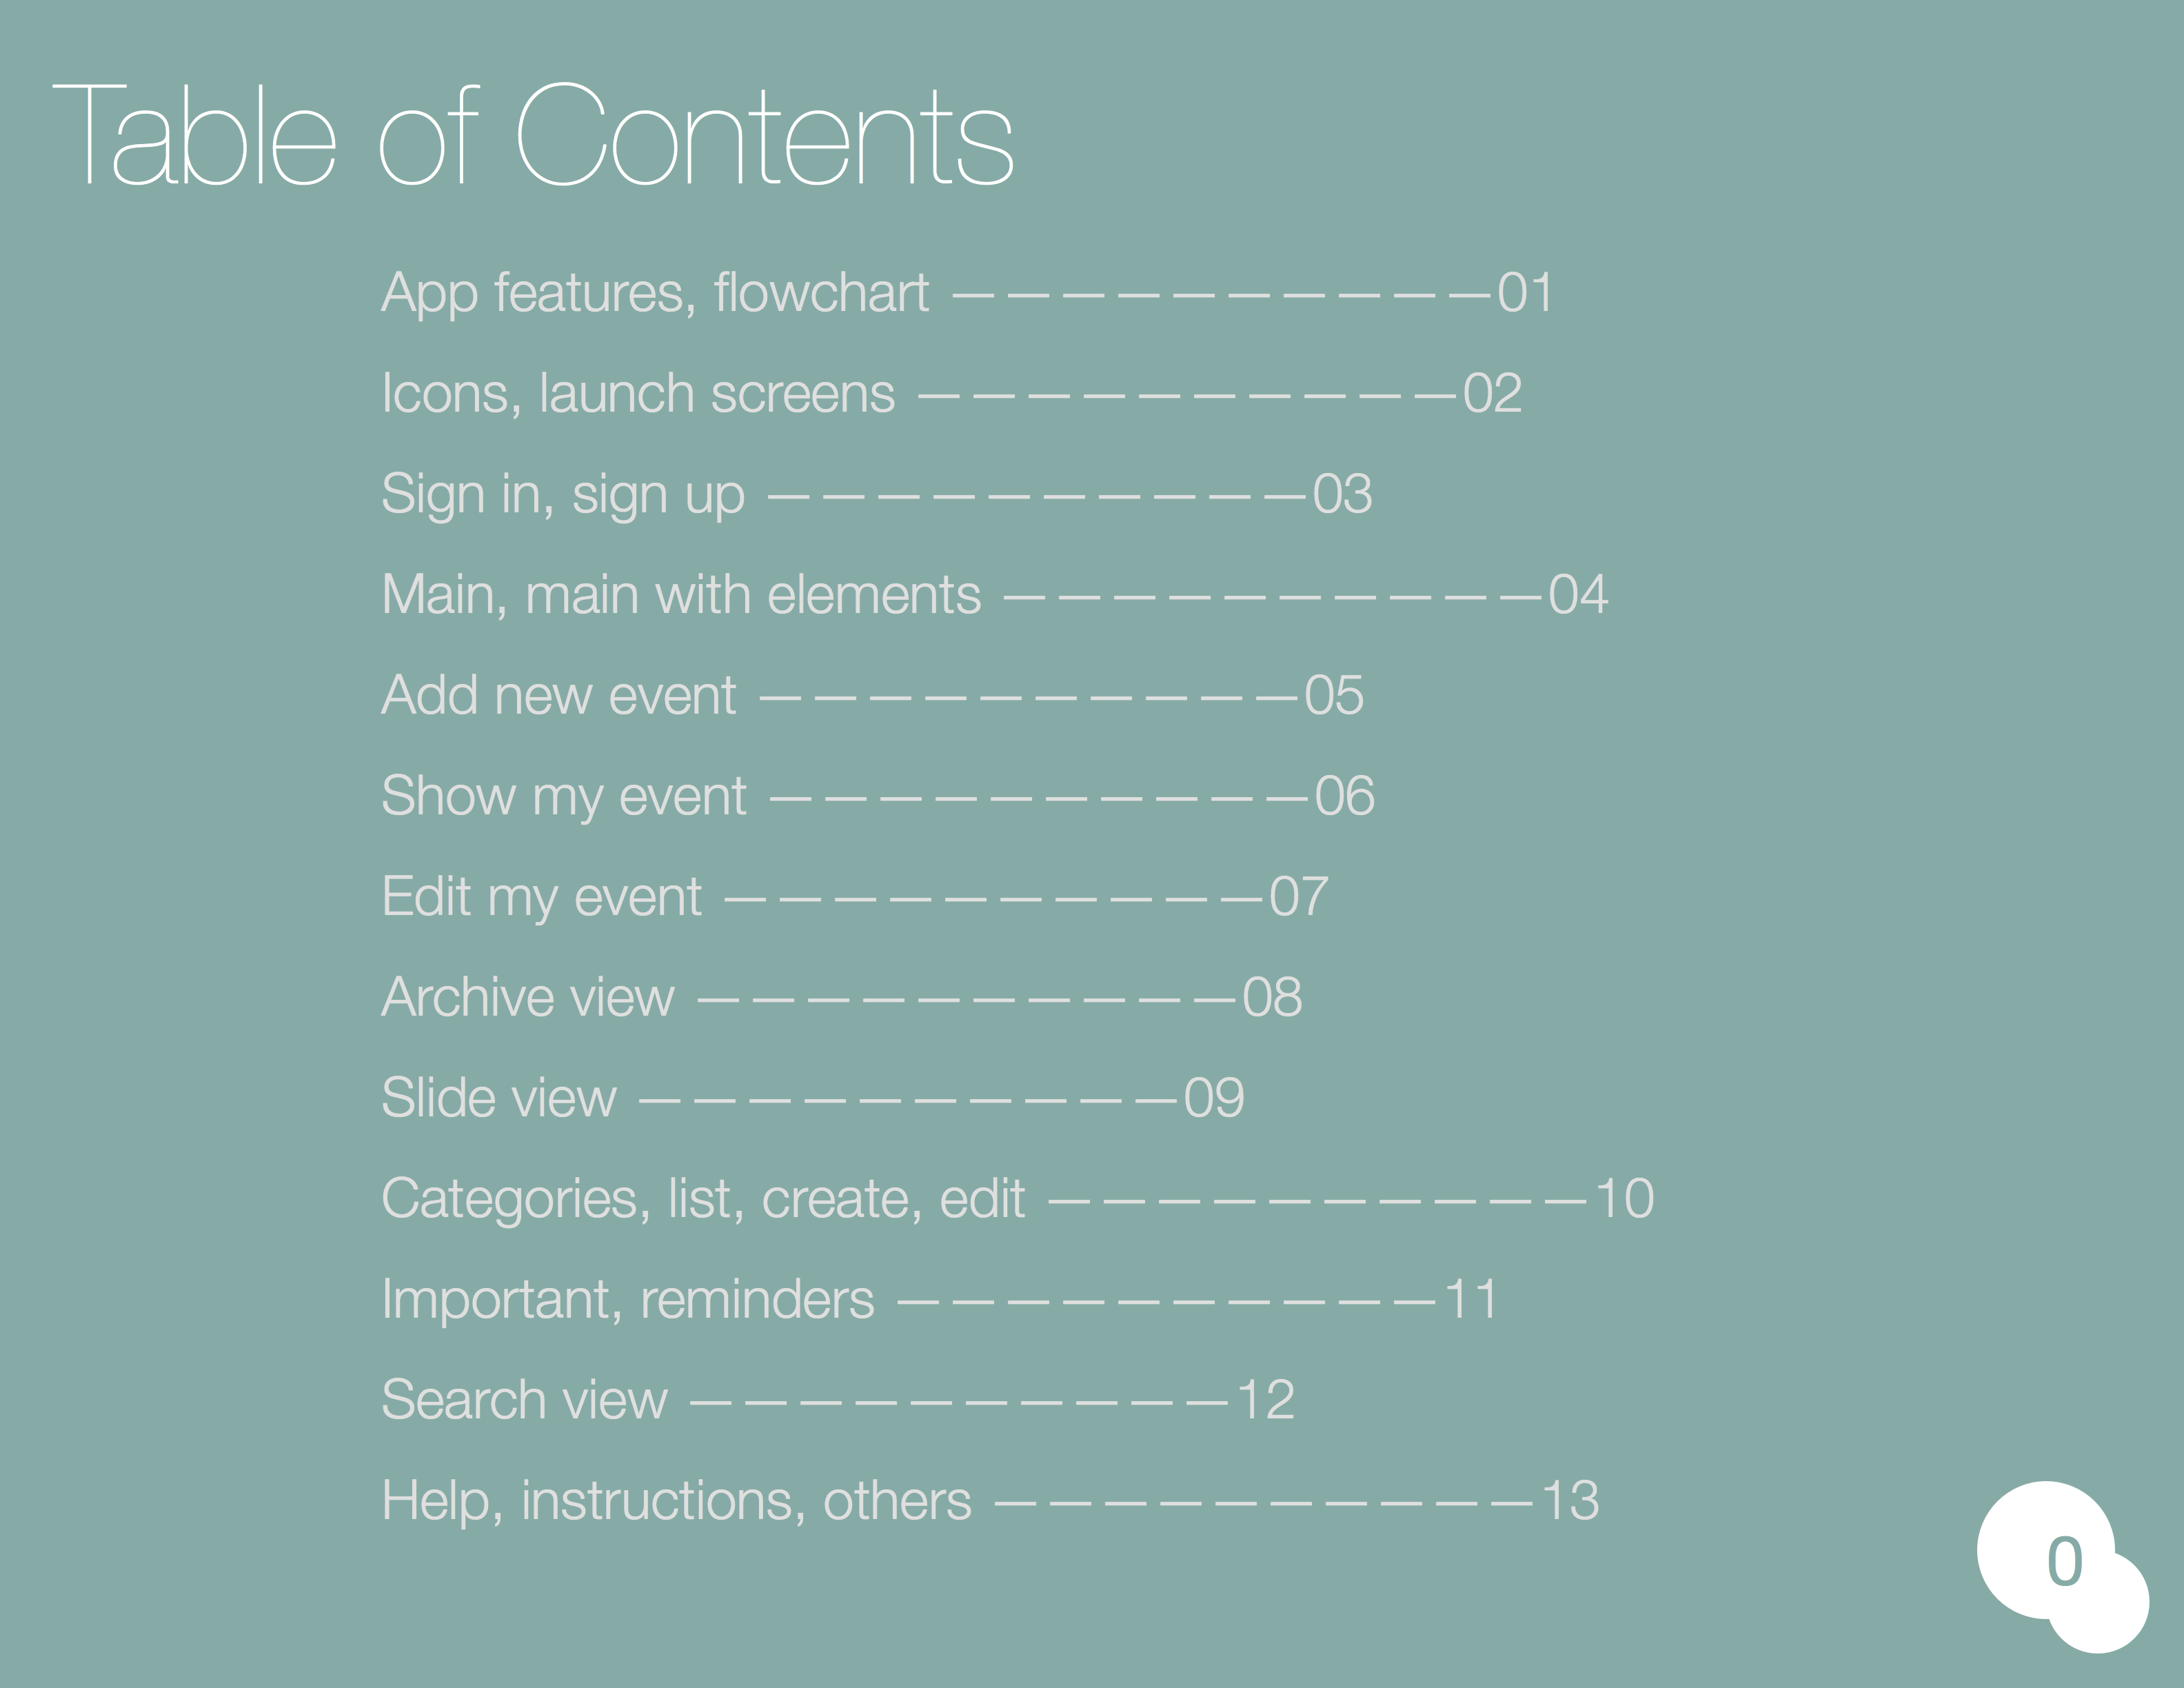 Table of Contents
App features, flowchart — — — — — — — — — —01
Icons, launch screens — — — — — — — — — —02
Sign in, sign up — — — — — — — — — —03
Main, main with elements — — — — — — — — — —04
Add new event — — — — — — — — — —05
Show my event — — — — — — — — — —06
Edit my event — — — — — — — — — —07
Archive view — — — — — — — — — —08
Slide view — — — — — — — — — —09
Categories, list, create, edit — — — — — — — — — —10
Important, reminders — — — — — — — — — —11
Search view — — — — — — — — — —12
Help, instructions, others — — — — — — — — — —13
0